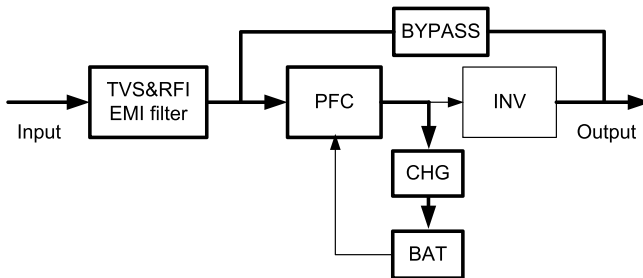 BYPASS
TVS&RFI
EMI filter
PFC
INV
Input
Output
CHG
BAT